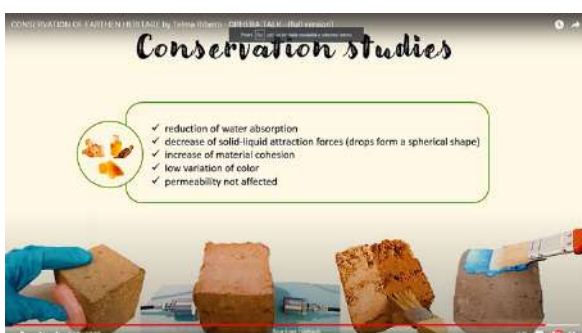 CONSERVATION OF EARTHEN HERITAGE by Telma Ribeiro - OPHERA TALK - (full version)
Conservation studies
✓ reduction of water absorption
✓ decrease of solid-liquid attraction forces (drops form a spherical shape)
✓ increase of material cohesion
✓ low variation of color
✓ permeability not affected